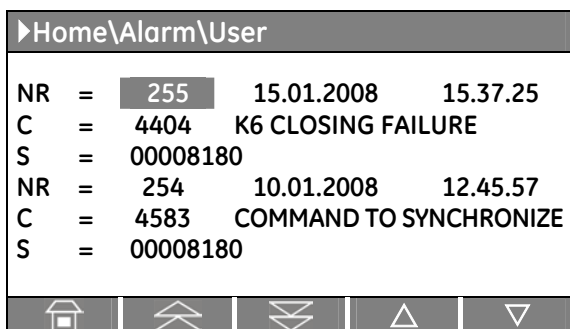 Home\Alarm\User
NR = 255 15.01.2008 15.37.25
C = 4404 K6 CLOSING FAILURE
S = 00008180
NR = 254 10.01.2008 12.45.57
C = 4583 COMMAND TO SYNCHRONIZE
S = 00008180